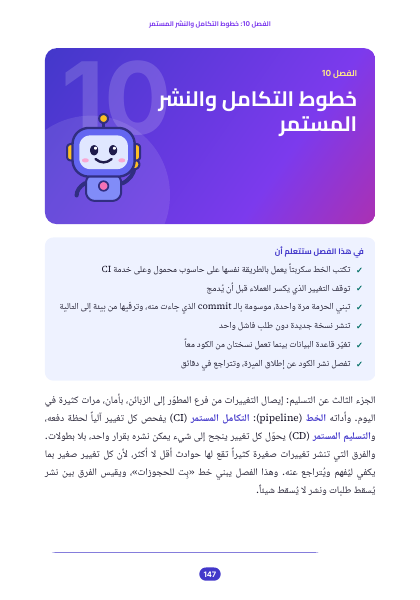 الفصل 10: خطوط التكامل والنشر المستمر
10
الفصل 10
خطوط التكامل والنشر
المستمر
في هذا الفصل ستتعلم أن
✓ تكتب الخط سكربتاً يعمل بالطريقة نفسها على حاسوب محمول وعلى خدمة CI
✓ توقف التغيير الذي يكسر العملاء قبل أن يُدمج
✓ تبني الحزمة مرة واحدة، موسومة بالـ commit الذي جاءت منه، وترقّيها من بيئة إلى التالية
✓ تنشر نسخة جديدة دون طلب فاشل واحد
✓ تغيّر قاعدة البيانات بينما تعمل نسختان من الكود معاً
✓ تفصل نشر الكود عن إطلاق الميزة، وتتراجع في دقائق
الجزء الثالث عن التسليم: إيصال التغييرات من فرع المطوّر إلى الزبائن، بأمان، مرات كثيرة في
اليوم. وأداته الخط (pipeline): التكامل المستمر (CI) يفحص كل تغيير آلياً لحظة دفعه،
والتسليم المستمر (CD) يحوّل كل تغيير ينجح إلى شيء يمكن نشره بقرار واحد، بلا بطولات.
والفرق التي تنشر تغييرات صغيرة كثيراً تقع لها حوادث أقل لا أكثر، لأن كل تغيير صغير بما
يكفي ليُفهم ويُتراجع عنه. وهذا الفصل يبني خط «بِت للحجوزات»، ويقيس الفرق بين نشر
يُسقط طلبات ونشر لا يُسقط شيئاً.
147